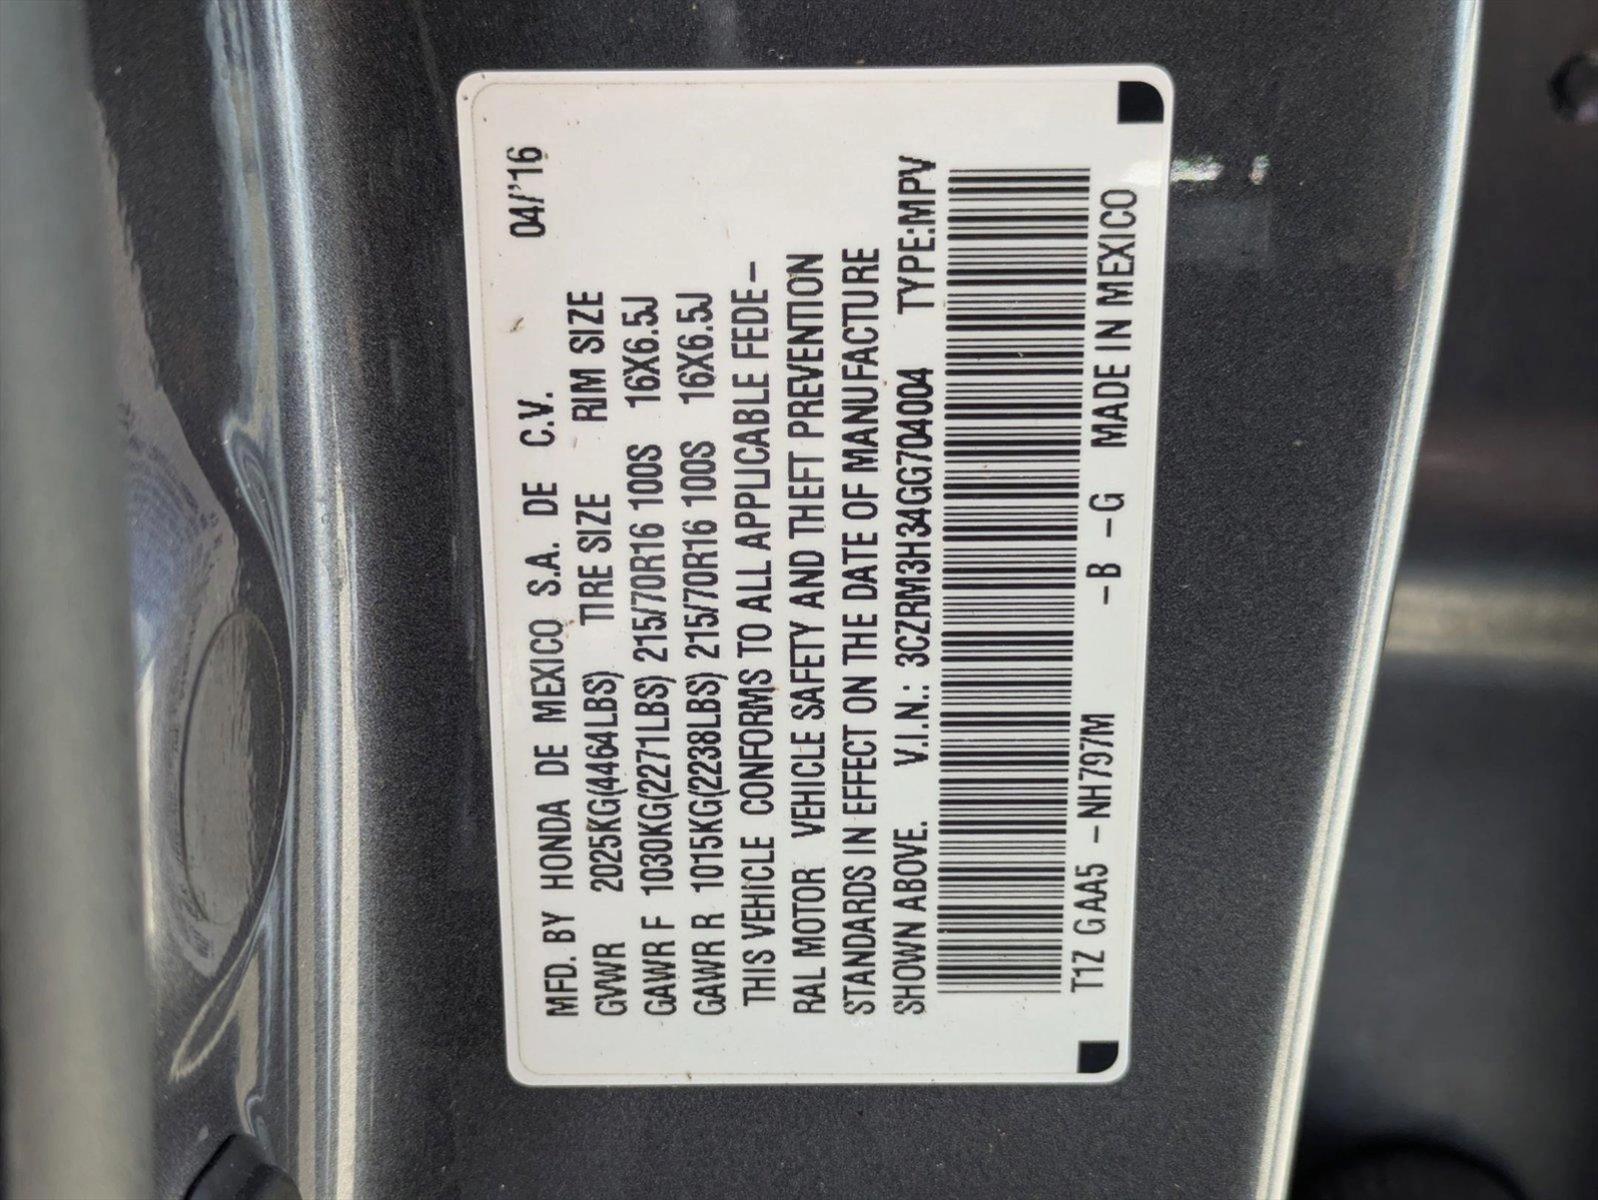 MFD. BY HONDA DE MEXICO S.A. DE C.V. 04/'16
GVWR 2025KG(4464LBS) TIRE SIZE RIM SIZE
GAWR F 1030KG(2271LBS) 215/70R16 100S 16X6.5J
GAWR R 1015KG(2238LBS) 215/70R16 100S 16X6.5J
THIS VEHICLE CONFORMS TO ALL APPLICABLE FEDE-
RAL MOTOR VEHICLE SAFETY AND THEFT PREVENTION
STANDARDS IN EFFECT ON THE DATE OF MANUFACTURE
SHOWN ABOVE. V.I.N.: 3CZRM3H34GG704004 TYPE:MPV
T1Z GAA5 -NH797M -B -G MADE IN MEXICO